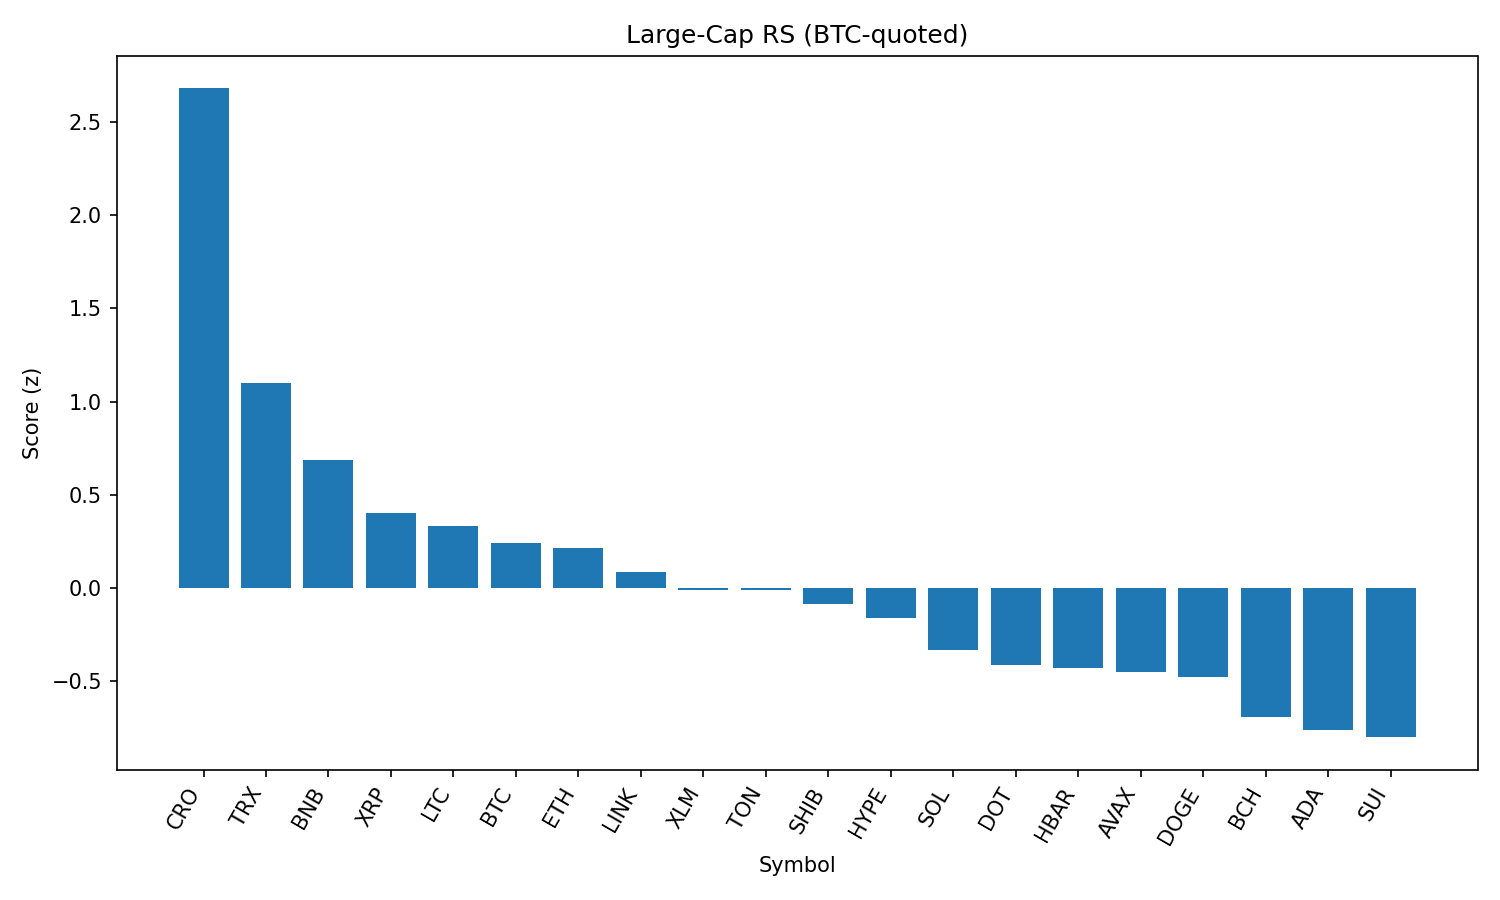 Large-Cap RS (BTC-quoted)
Score (z)
2.5
2.0
1.5
1.0
0.5
0.0
−0.5
CRO
TRX
BNB
XRP
LTC
BTC
ETH
LINK
XLM
TON
SHIB
HYPE
SOL
DOT
HBAR
AVAX
DOGE
BCH
ADA
SUI
Symbol